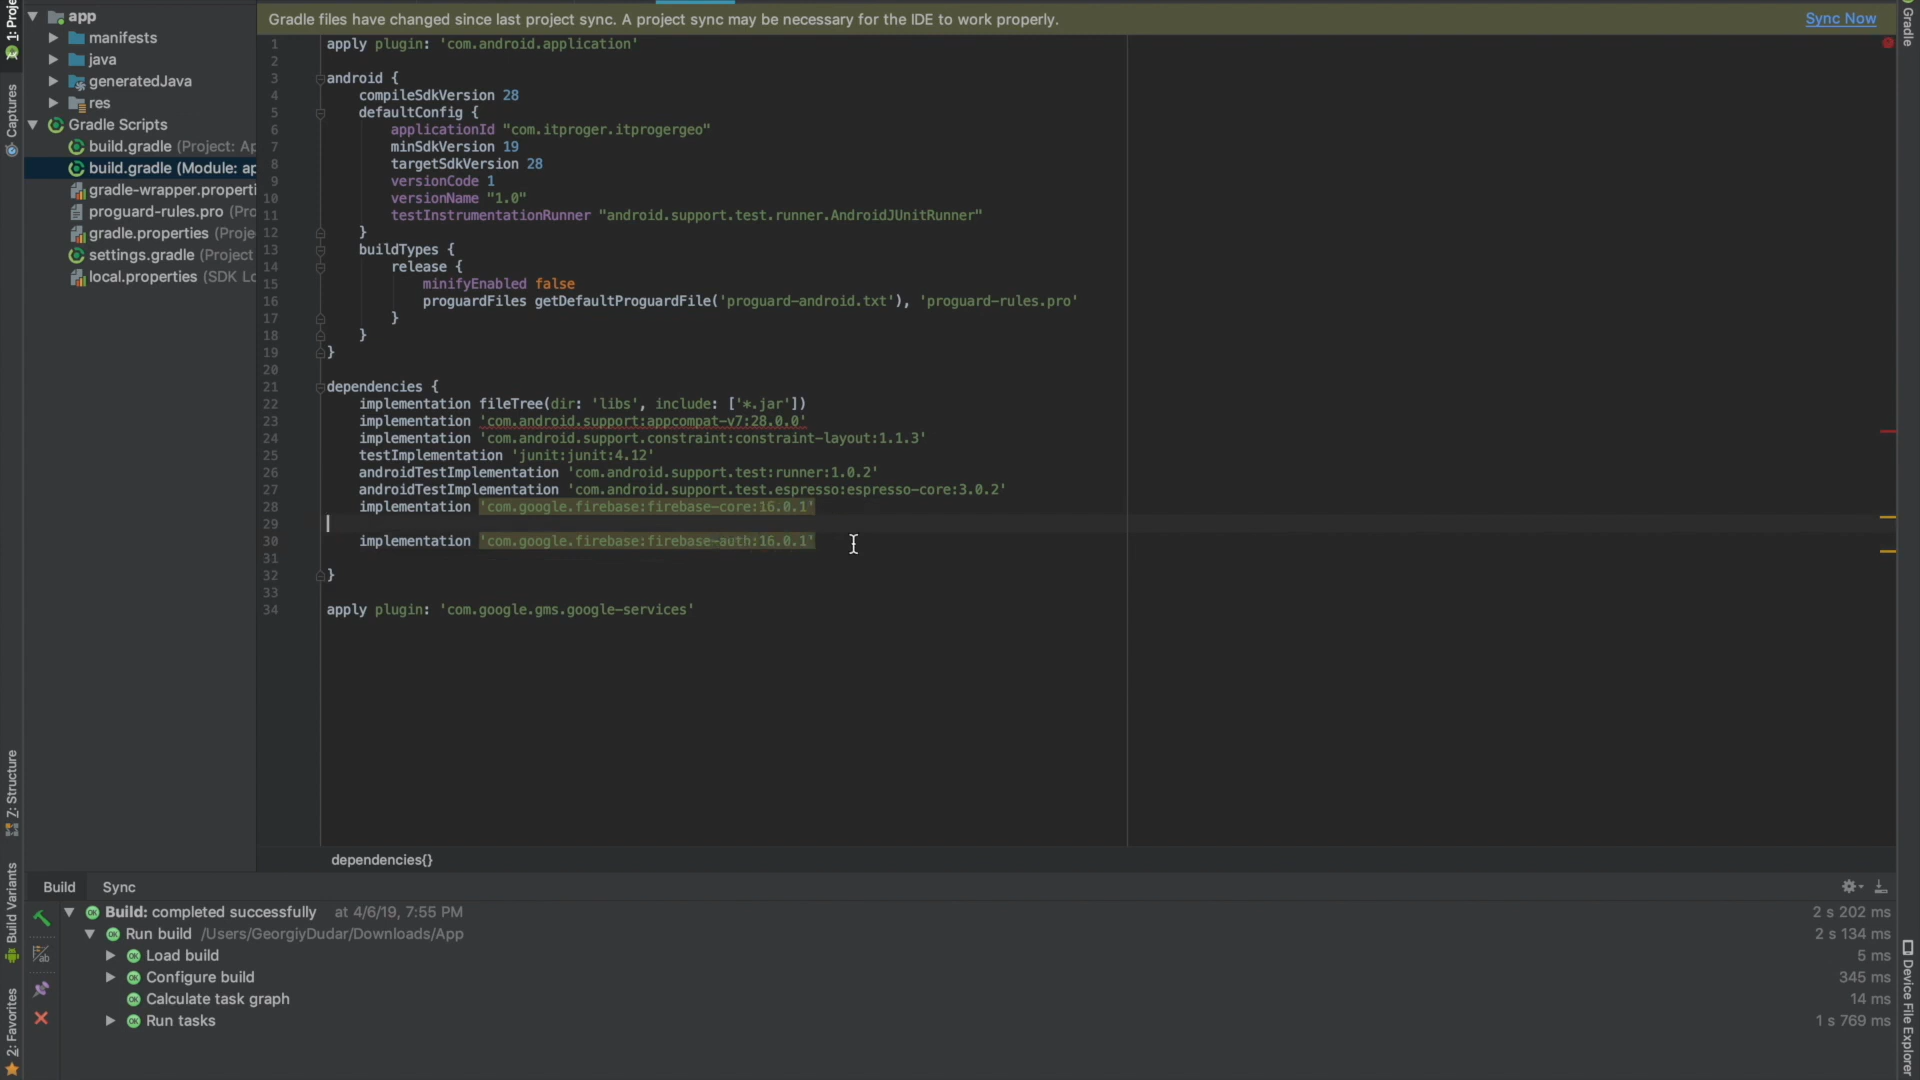 1: Proje
app
manifests
java
generatedJava
res
Gradle Scripts
build.gradle (Project: Ap
build.gradle (Module: ap
gradle-wrapper.properti
proguard-rules.pro (Pro
gradle.properties (Proje
settings.gradle (Project
local.properties (SDK Lo
Captures
Z: Structure
Build Variants
2: Favorites
Gradle files have changed since last project sync. A project sync may be necessary for the IDE to work properly.
Sync Now
1 apply plugin: 'com.android.application'
2
3 android {
4 compileSdkVersion 28
5 defaultConfig {
6 applicationId "com.itproger.itprogergeo"
7 minSdkVersion 19
8 targetSdkVersion 28
9 versionCode 1
10 versionName "1.0"
11 testInstrumentationRunner "android.support.test.runner.AndroidJUnitRunner"
12 }
13 buildTypes {
14 release {
15 minifyEnabled false
16 proguardFiles getDefaultProguardFile('proguard-android.txt'), 'proguard-rules.pro'
17 }
18 }
19 }
20
21 dependencies {
22 implementation fileTree(dir: 'libs', include: ['*.jar'])
23 implementation 'com.android.support:appcompat-v7:28.0.0'
24 implementation 'com.android.support.constraint:constraint-layout:1.1.3'
25 testImplementation 'junit:junit:4.12'
26 androidTestImplementation 'com.android.support.test:runner:1.0.2'
27 androidTestImplementation 'com.android.support.test.espresso:espresso-core:3.0.2'
28 implementation 'com.google.firebase:firebase-core:16.0.1'
29
30 implementation 'com.google.firebase:firebase-auth:16.0.1'
31
32 }
33
34 apply plugin: 'com.google.gms.google-services'
dependencies{}
Build Sync
Build: completed successfully at 4/6/19, 7:55 PM 2 s 202 ms
Run build /Users/GeorgiyDudar/Downloads/App 2 s 134 ms
Load build 5 ms
Configure build 345 ms
Calculate task graph 14 ms
Run tasks 1 s 769 ms
Gradle
Device File Explorer